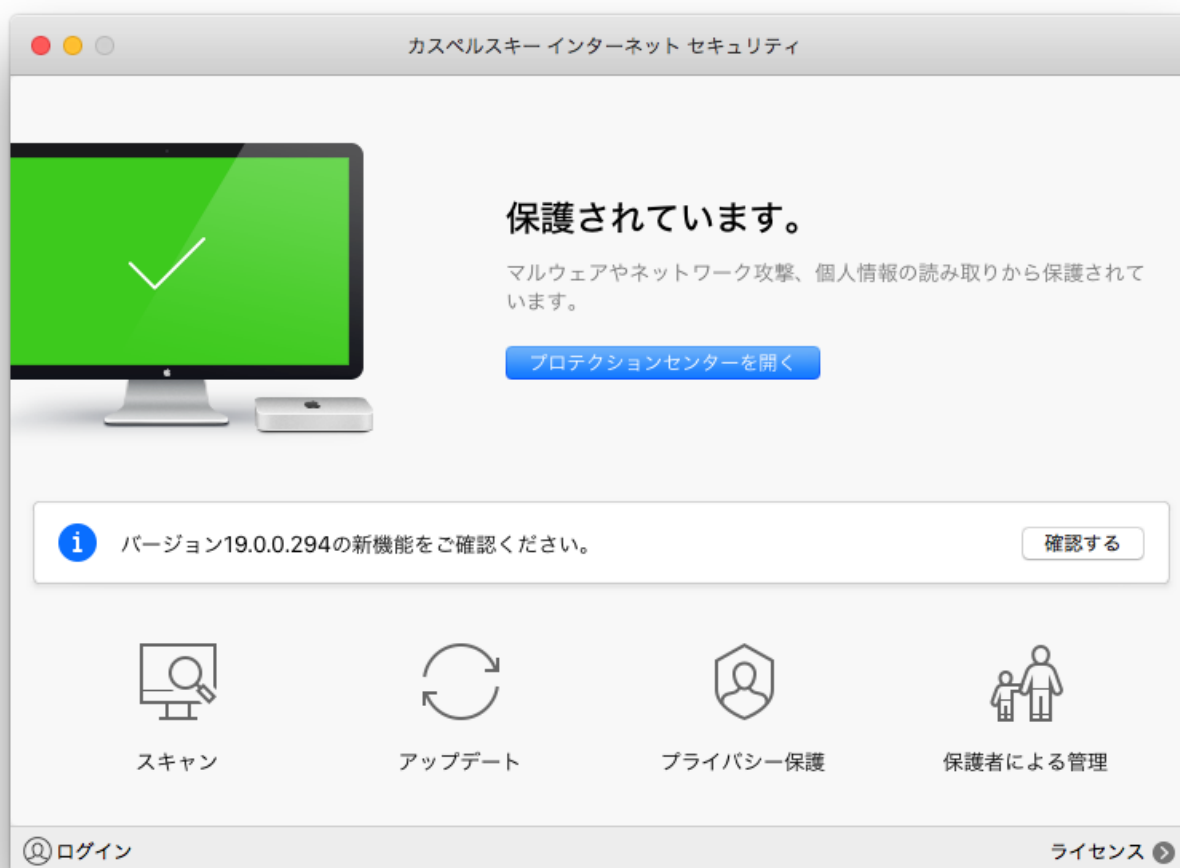 カスペルスキー インターネット セキュリティ
保護されています。
マルウェアやネットワーク攻撃、個人情報の読み取りから保護されて
います。
プロテクションセンターを開く
i
バージョン19.0.0.294の新機能をご確認ください。
確認する
スキャン
アップデート
プライバシー保護
保護者による管理
ログイン
ライセンス